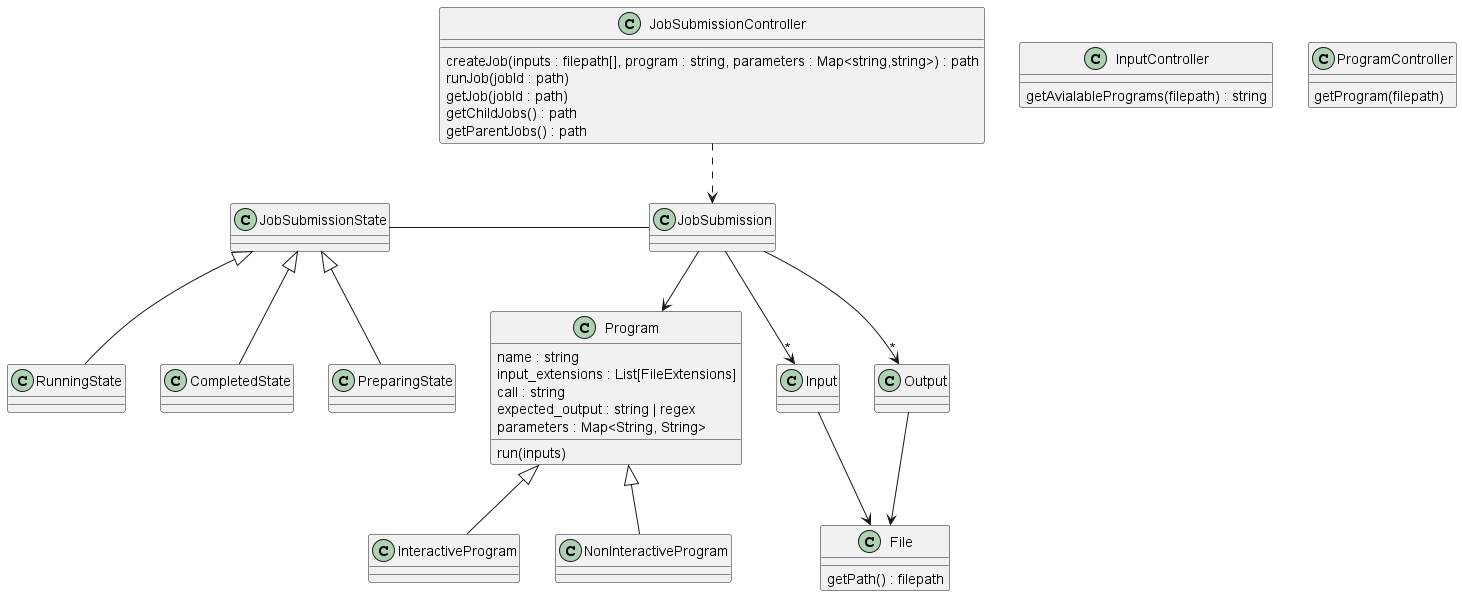 C JobSubmissionController
createJob(inputs : filepath[], program : string, parameters : Map<string,string>) : path
runJob(jobId : path)
getJob(jobId : path)
getChildJobs() : path
getParentJobs() : path
C InputController
getAvialablePrograms(filepath) : string
C ProgramController
getProgram(filepath)
C JobSubmissionState
C JobSubmission
C RunningState
C CompletedState
C PreparingState
C Program
name : string
input_extensions : List[FileExtensions]
call : string
expected_output : string | regex
parameters : Map<String, String>
run(inputs)
*
*
C Input
C Output
C InteractiveProgram
C NonInteractiveProgram
C File
getPath() : filepath